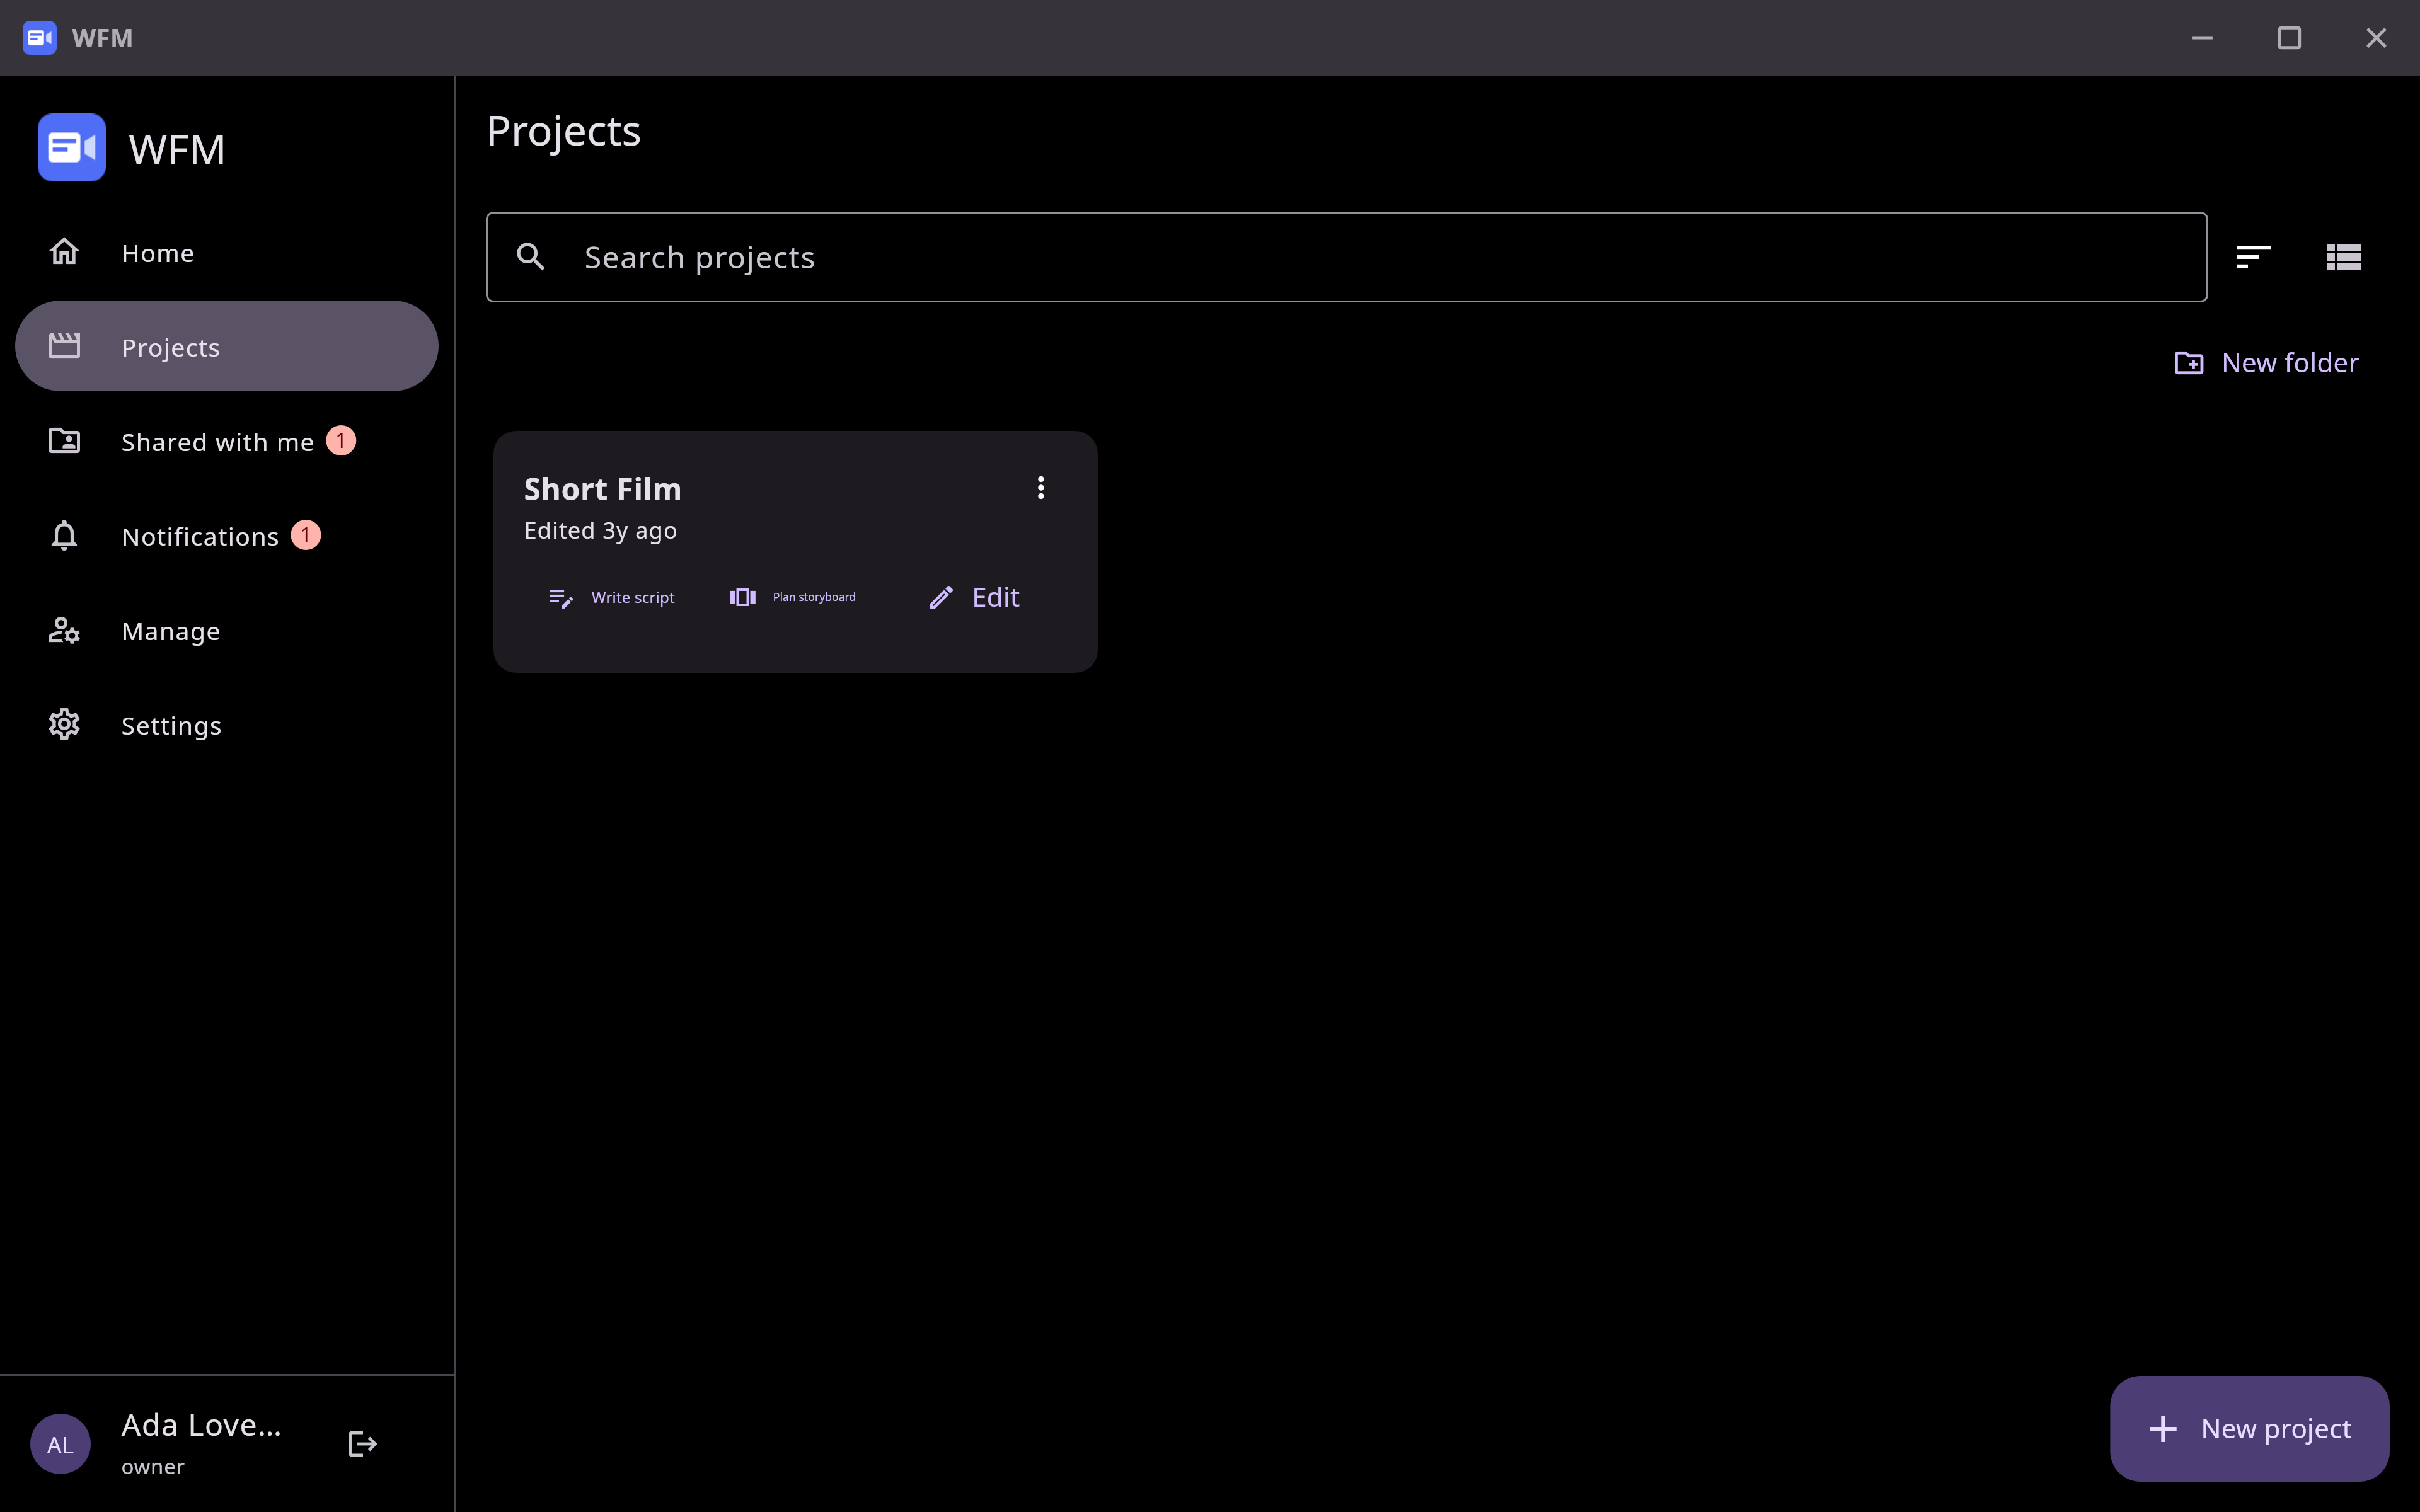 WFM
WFM
Home
Projects
Shared with me 1
Notifications 1
Manage
Settings
Ada Love...
AL
owner
Projects
Search projects
New folder
Short Film
Edited 3y ago
Write script
Plan storyboard
Edit
New project